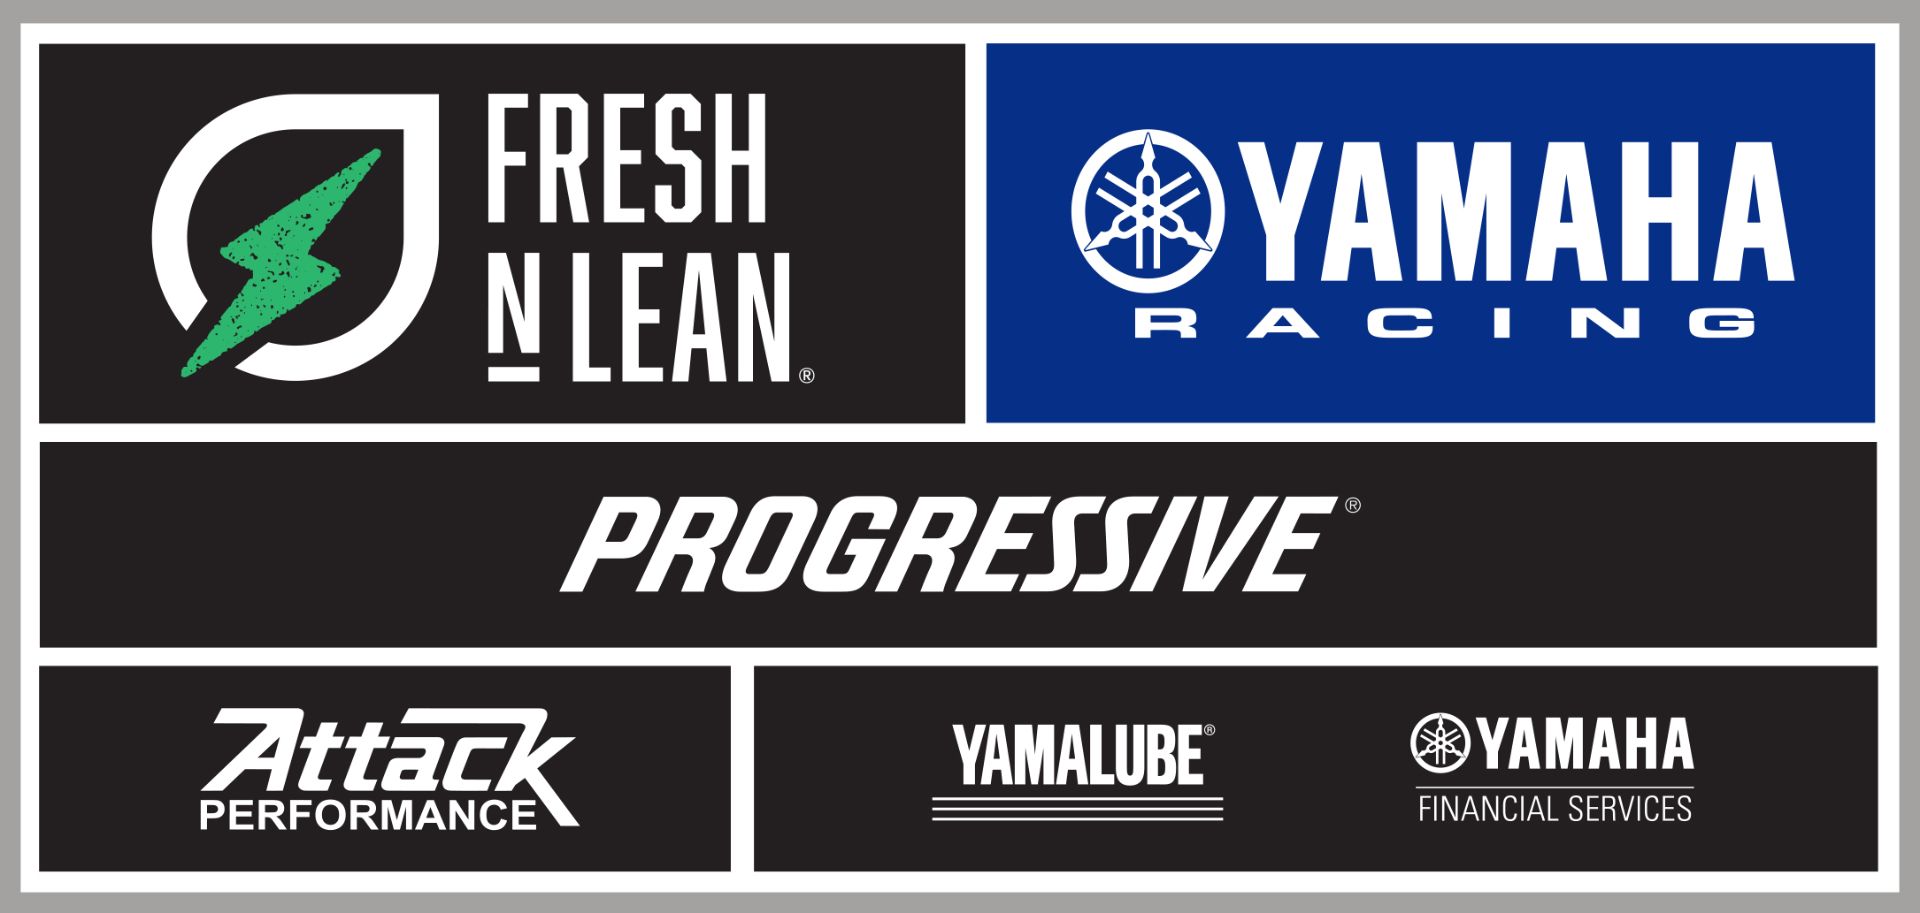 FRESH
N LEAN®
YAMAHA
RACING
PROGRESSIVE®
Attack
PERFORMANCE
YAMALUBE®
YAMAHA
FINANCIAL SERVICES